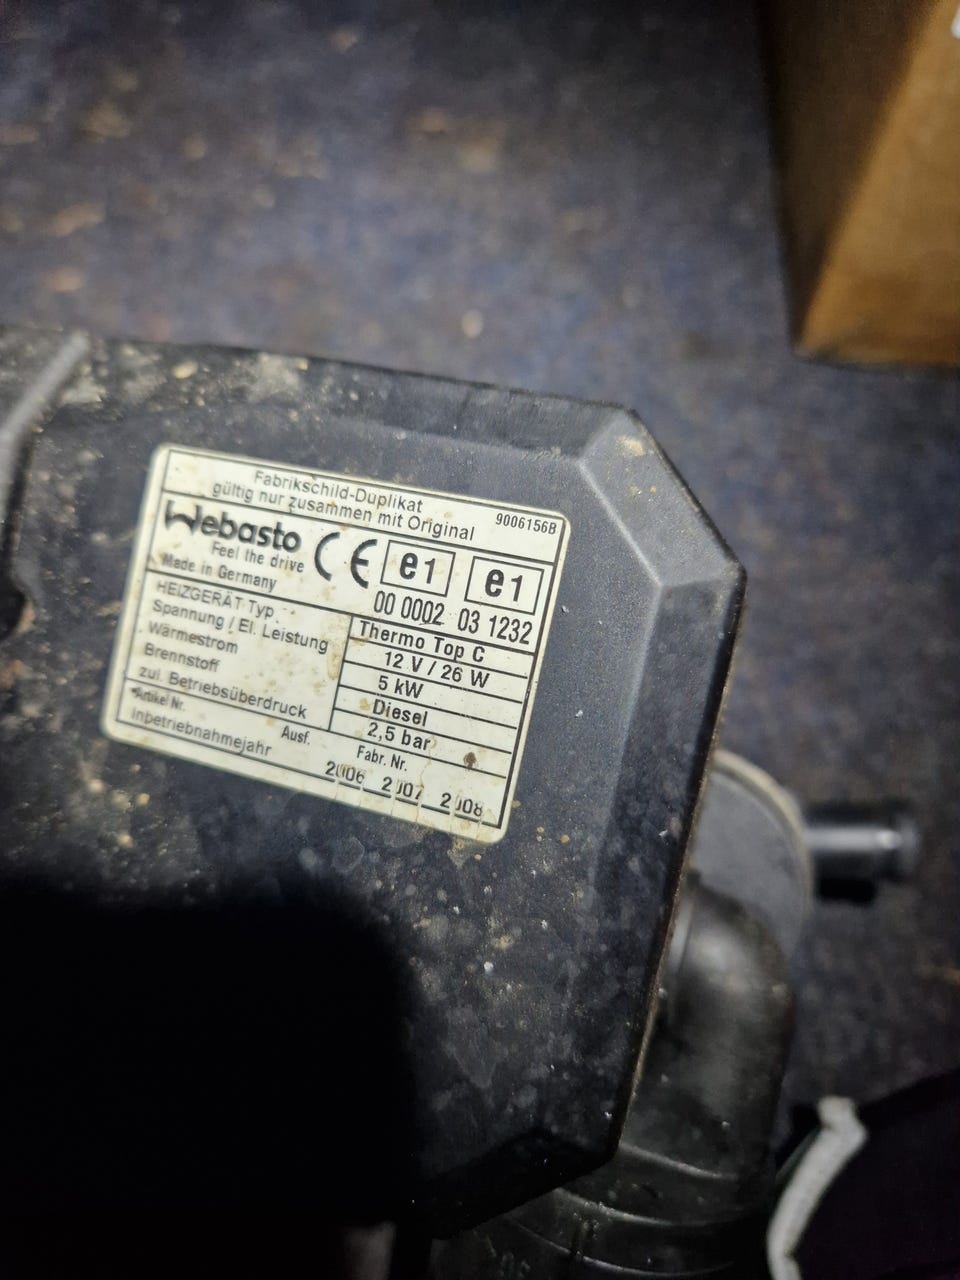 Fabrikschild-Duplikat
gültig nur zusammen mit Original
9006156B
Webasto
Feel the drive
Made in Germany
CE e1 e1
00 0002 03 1232
HEIZGERÄT Typ Thermo Top C
Spannung / El. Leistung 12 V / 26 W
Wärmestrom 5 kW
Brennstoff Diesel
zul. Betriebsüberdruck 2,5 bar
Artikel Nr. Ausf. Fabr. Nr.
Inbetriebnahmejahr 2006 2007 2008